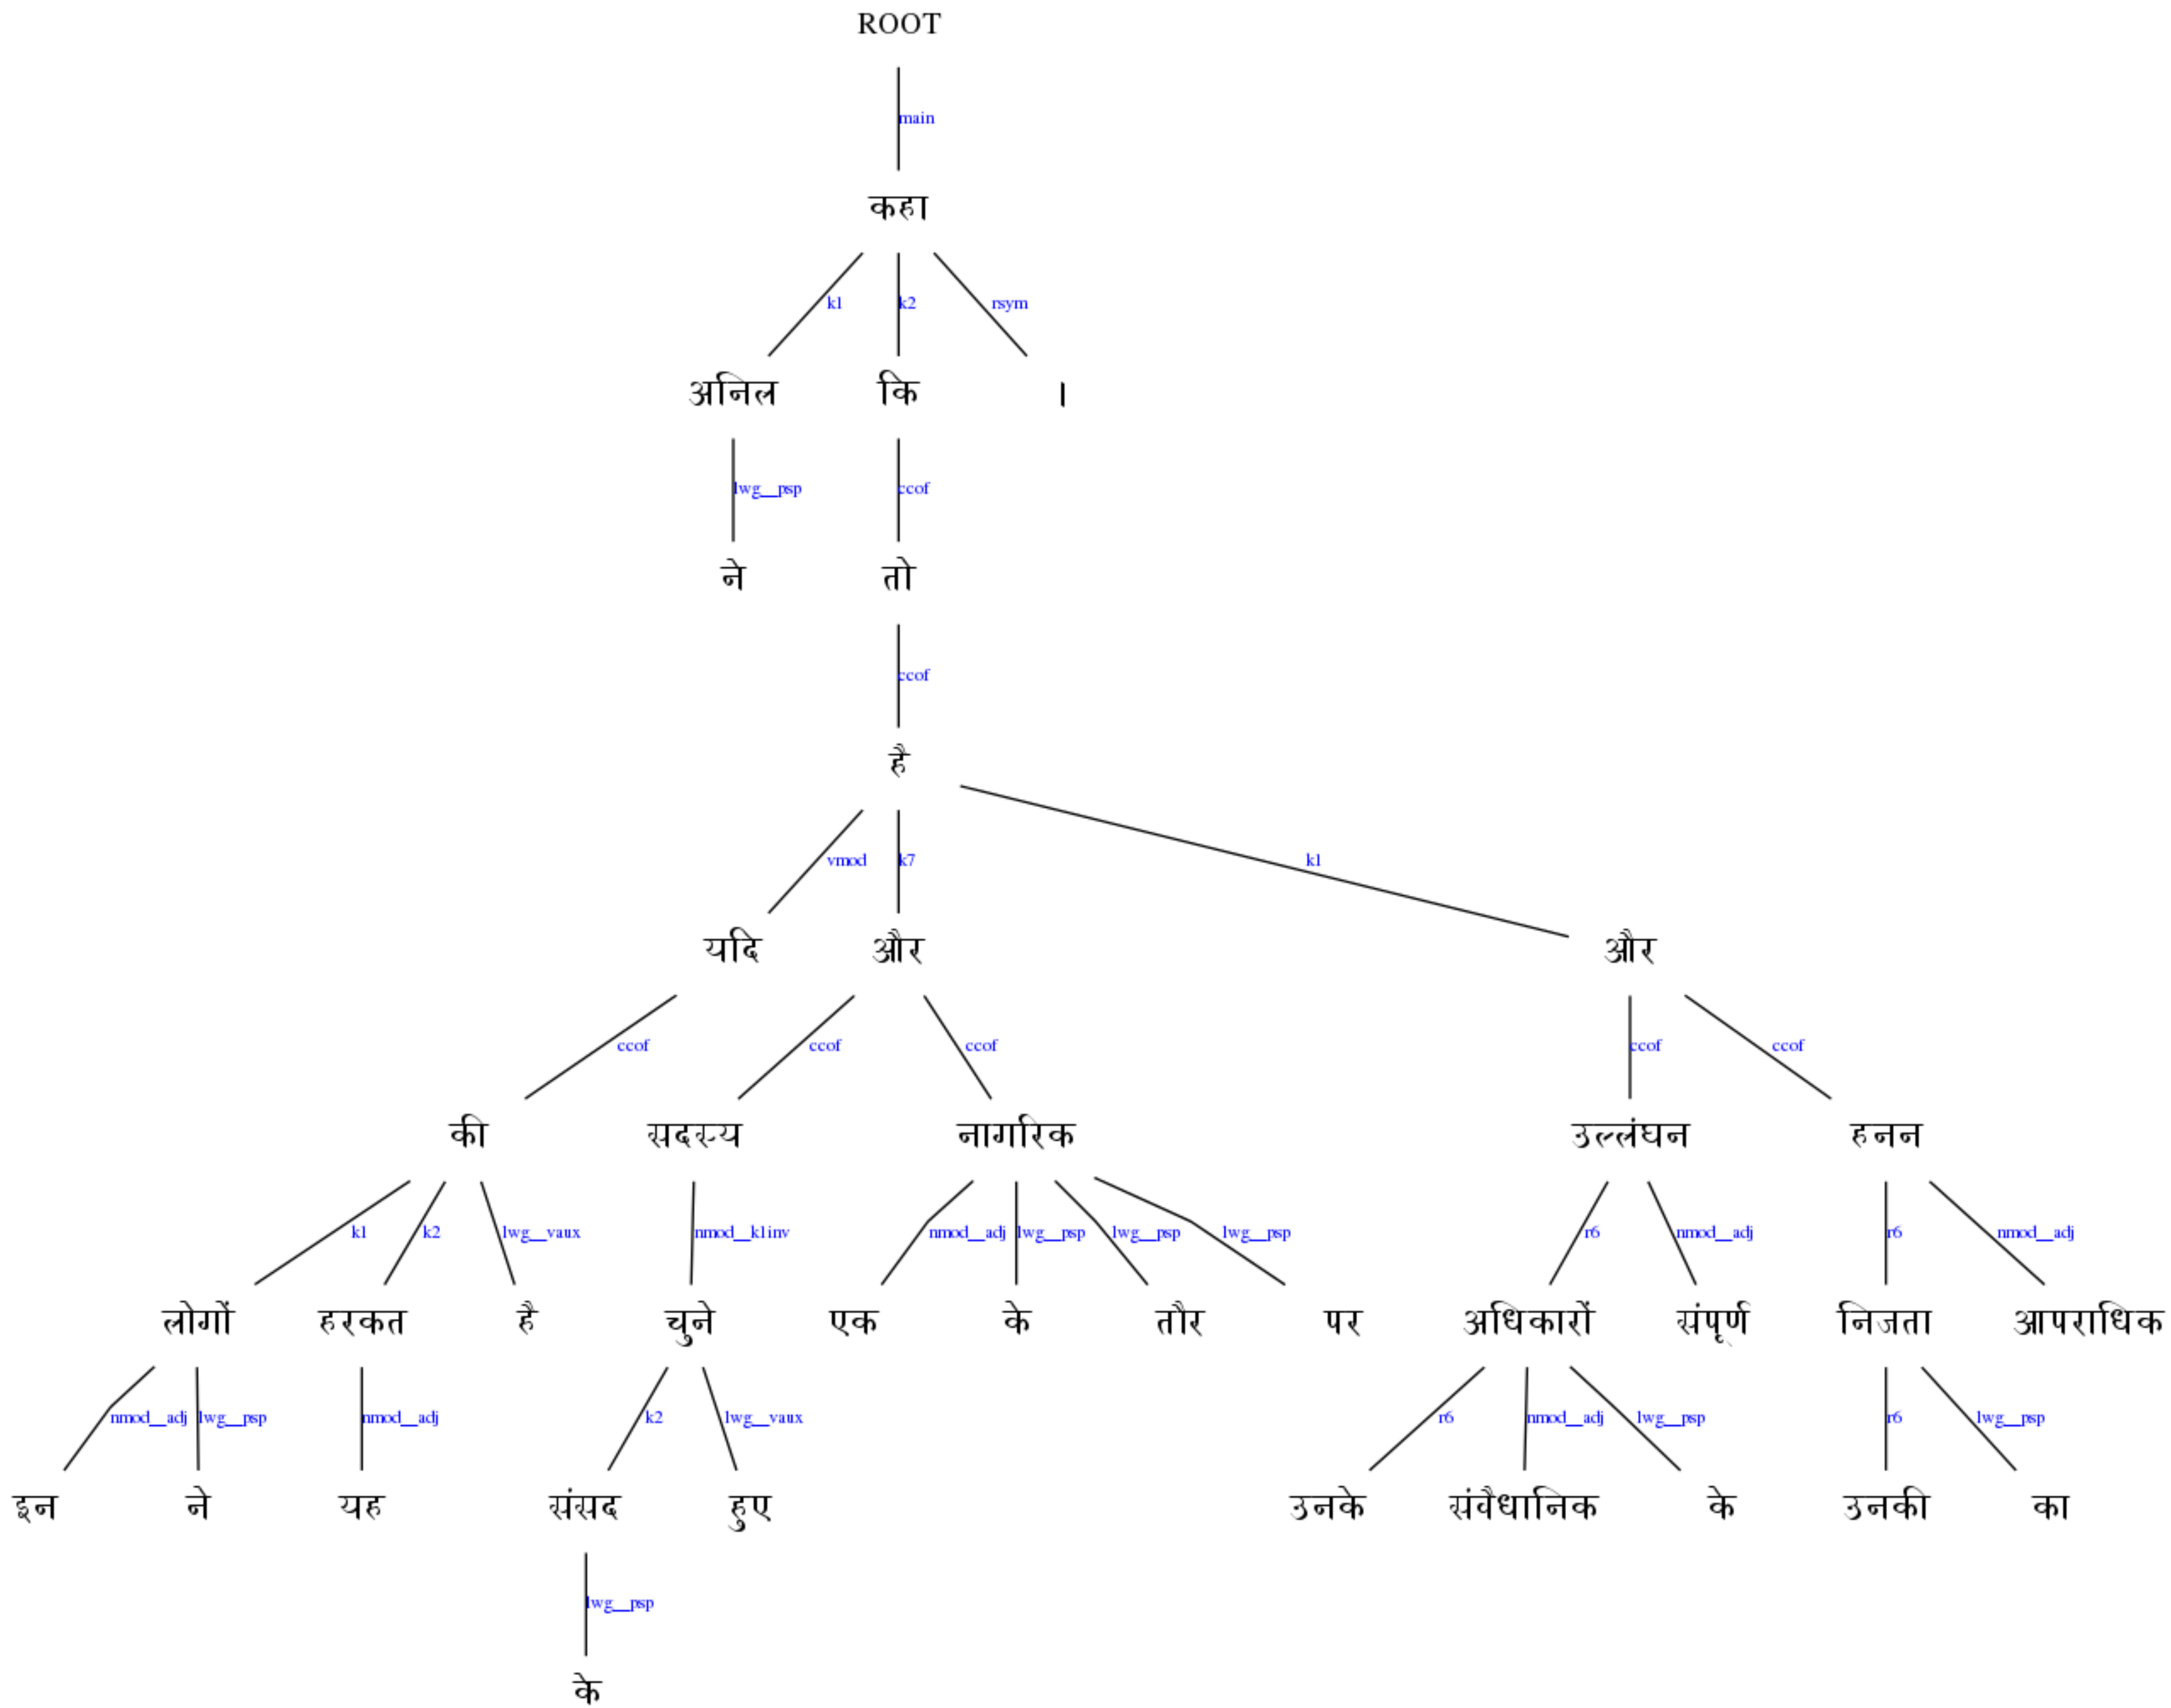 ROOT
main
कहा
k1 k2 rsym
अनिल कि ।
lwg__psp ccof
ने तो
ccof
है
vmod k7 k1
यदि और और
ccof ccof ccof ccof ccof
की सदस्य नागरिक उल्लंघन हनन
k1 k2 lwg__vaux nmod__k1inv nmod__adj lwg__psp lwg__psp lwg__psp r6 nmod__adj r6 nmod__adj
लोगों हरकत है चुने एक के तौर पर अधिकारों संपूर्ण निजता आपराधिक
nmod__adj lwg__psp nmod__adj k2 lwg__vaux r6 nmod__adj lwg__psp r6 lwg__psp
इन ने यह संसद हुए उनके संवैधानिक के उनकी का
lwg__psp
के